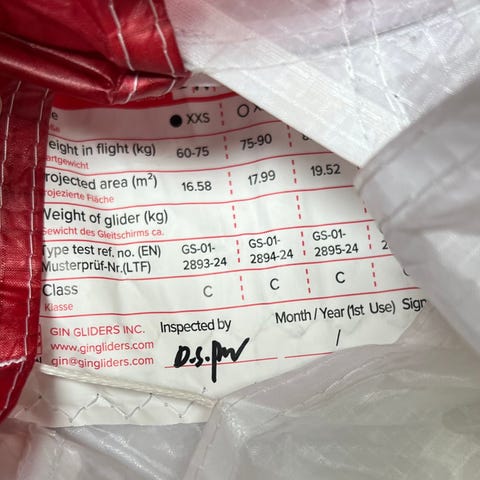 XXS
eight in flight (kg) 60-75 75-90
artgewicht
rojected area (m²) 16.58 17.99 19.52
rojezierte Fläche
Weight of glider (kg)
Gewicht des Gleitschirms ca.
Type test ref. no. (EN) GS-01- GS-01- GS-01-
Musterprüf-Nr.(LTF) 2893-24 2894-24 2895-24 2
Class C C C
Klasse
GIN GLIDERS INC. Inspected by Month / Year (1st Use) Sign
www.gingliders.com
gin@gingliders.com /